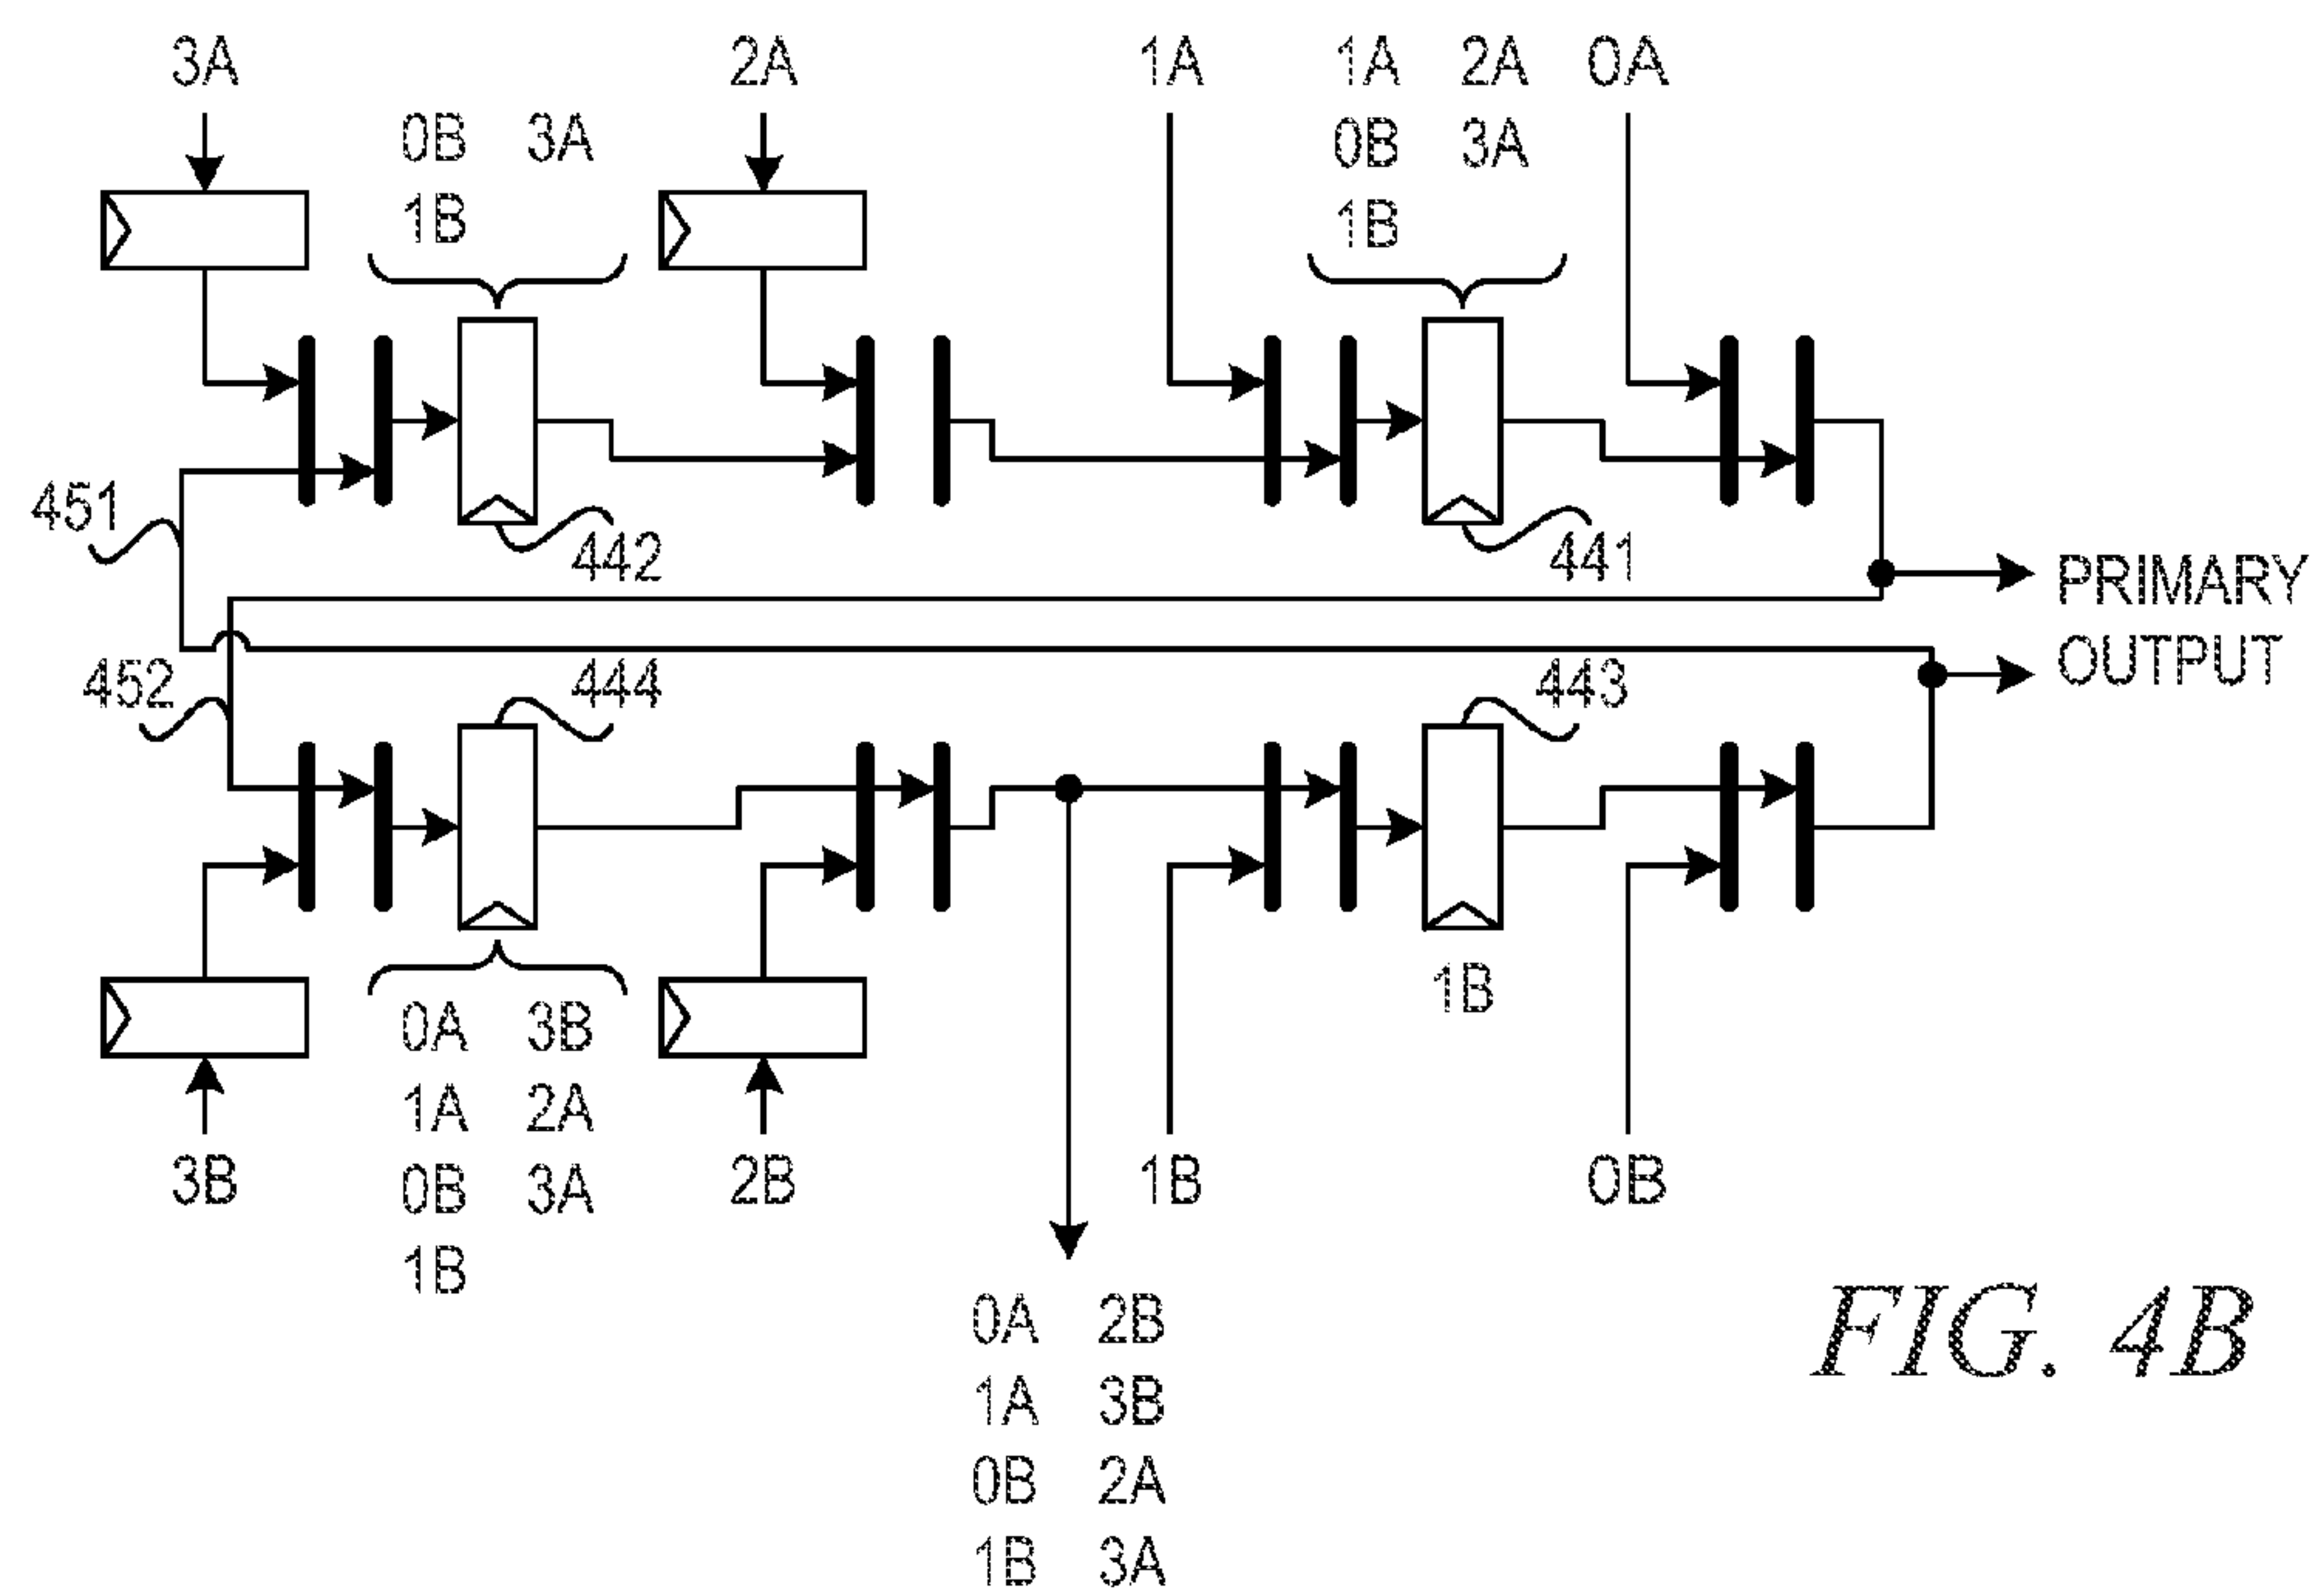 3A 2A 1A 1A 2A 0A
0B 3A 0B 3A
1B 1B
451 442 441
PRIMARY
OUTPUT
452 444 443
1B
0A 3B
1A 2A
3B 0B 3A 2B 1B 0B
1B
0A 2B
1A 3B
0B 2A
1B 3A
FIG. 4B